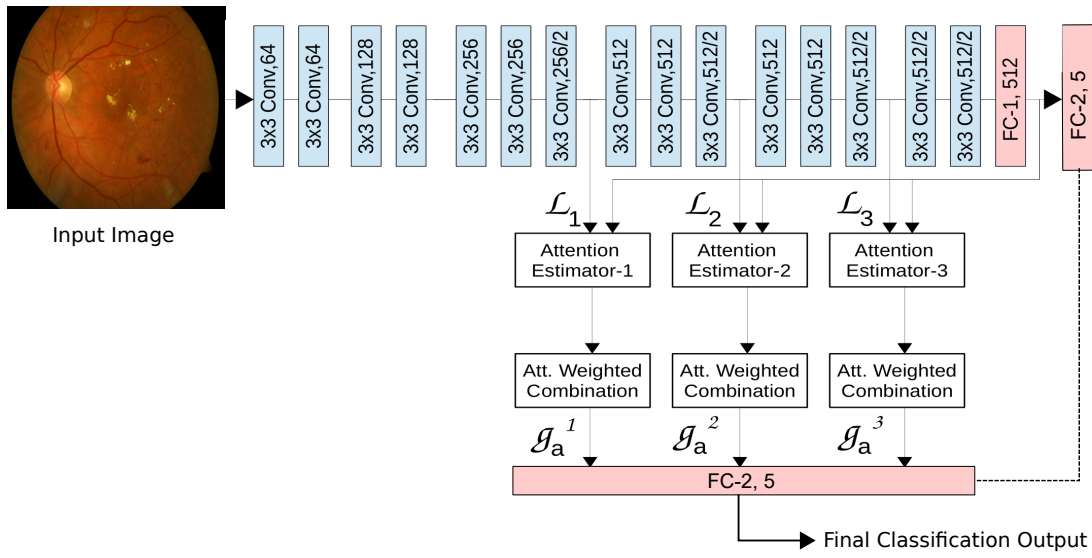 3x3 Conv,64
3x3 Conv,64
3x3 Conv,128
3x3 Conv,128
3x3 Conv,256
3x3 Conv,256
3x3 Conv,256/2
3x3 Conv,512
3x3 Conv,512
3x3 Conv,512/2
3x3 Conv,512
3x3 Conv,512
3x3 Conv,512/2
3x3 Conv,512/2
3x3 Conv,512/2
FC-1, 512
FC-2, 5
Input Image
ℒ1
ℒ2
ℒ3
Attention
Estimator-1
Attention
Estimator-2
Attention
Estimator-3
Att. Weighted
Combination
Att. Weighted
Combination
Att. Weighted
Combination
𝒥a1
𝒥a2
𝒥a3
FC-2, 5
Final Classification Output